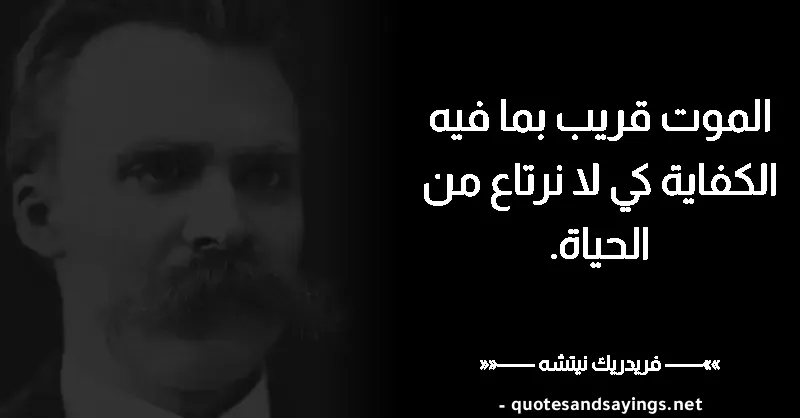 الموت قريب بما فيه
الكفاية كي لا نرتاع من
الحياة.
»»——— فريدريك نيتشه ———««
- quotesandsayings.net